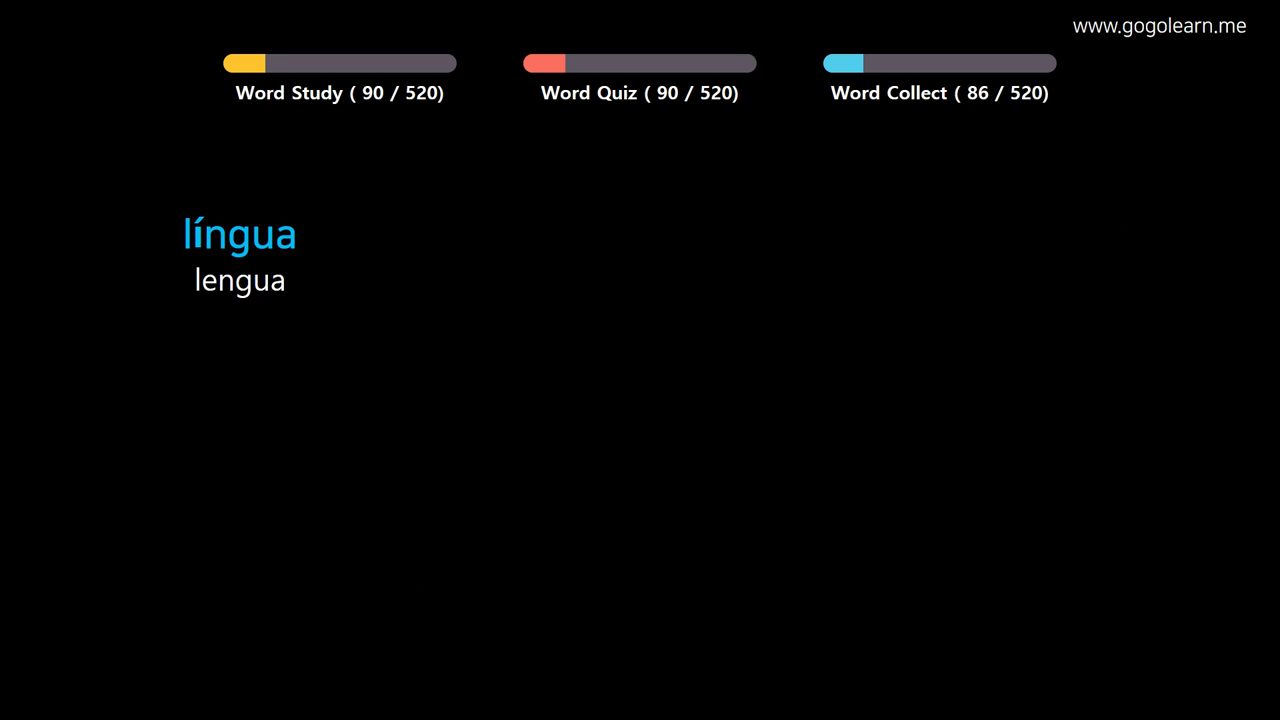 www.gogolearn.me
Word Study ( 90 / 520)
Word Quiz ( 90 / 520)
Word Collect ( 86 / 520)
língua
lengua